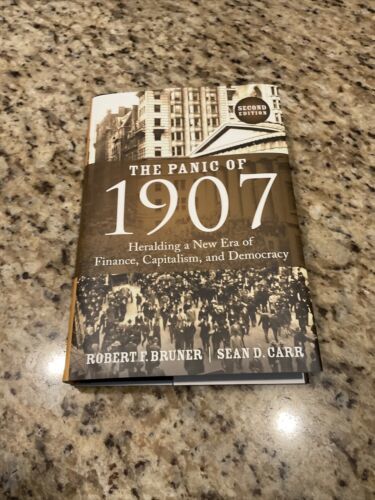 SECOND
EDITION
THE PANIC OF
1907
Heralding a New Era of
Finance, Capitalism, and Democracy
ROBERT F. BRUNER | SEAN D. CARR